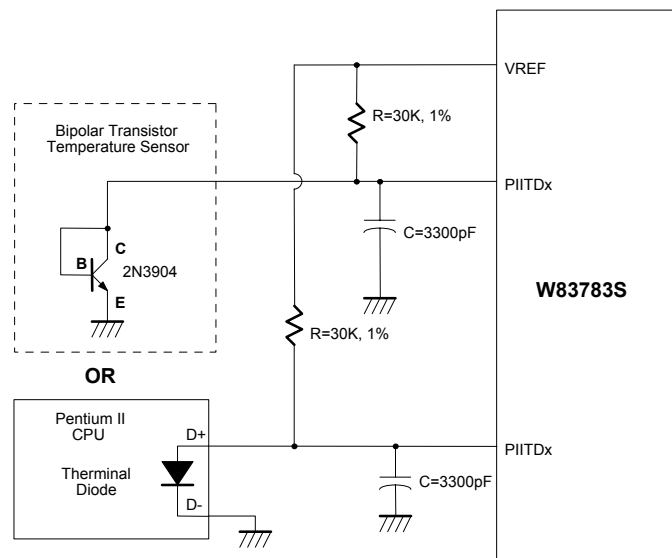 VREF
R=30K, 1%
Bipolar Transistor
Temperature Sensor
PIITDx
C=3300pF
C
B
2N3904
E
W83783S
R=30K, 1%
OR
Pentium II
CPU
D+
PIITDx
Therminal
Diode
C=3300pF
D-